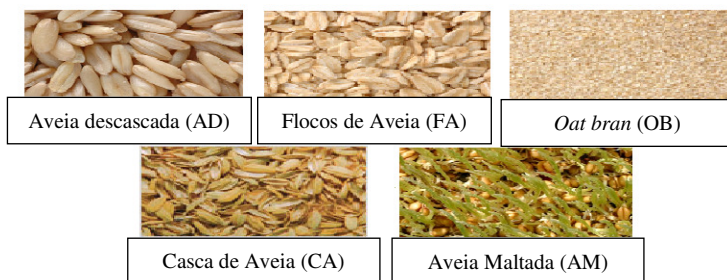 Aveia descascada (AD)
Flocos de Aveia (FA)
Oat bran (OB)
Casca de Aveia (CA)
Aveia Maltada (AM)